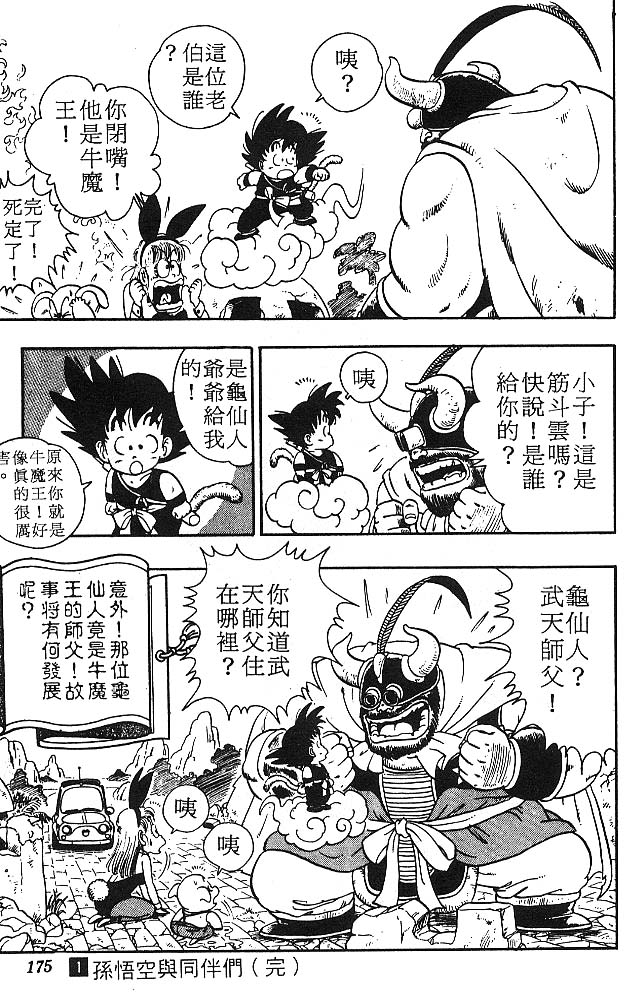 咦？
這位老
伯是誰
？
你閉嘴！
他是牛魔
王！
完了！
死定了！
小子！這是
筋斗雲嗎？
快說！是誰
給你的？
咦
是龜仙人
爺爺給我
的！
原來你就是
牛魔王！好
像眞的很厲
害。
龜仙人？
武天師父！
你知道武
天師父住
在哪裡？
咦
咦
意外！那位龜
仙人竟是牛魔
王的師父！故
事將有何發展
呢？
175 1 孫悟空與同伴們（完）